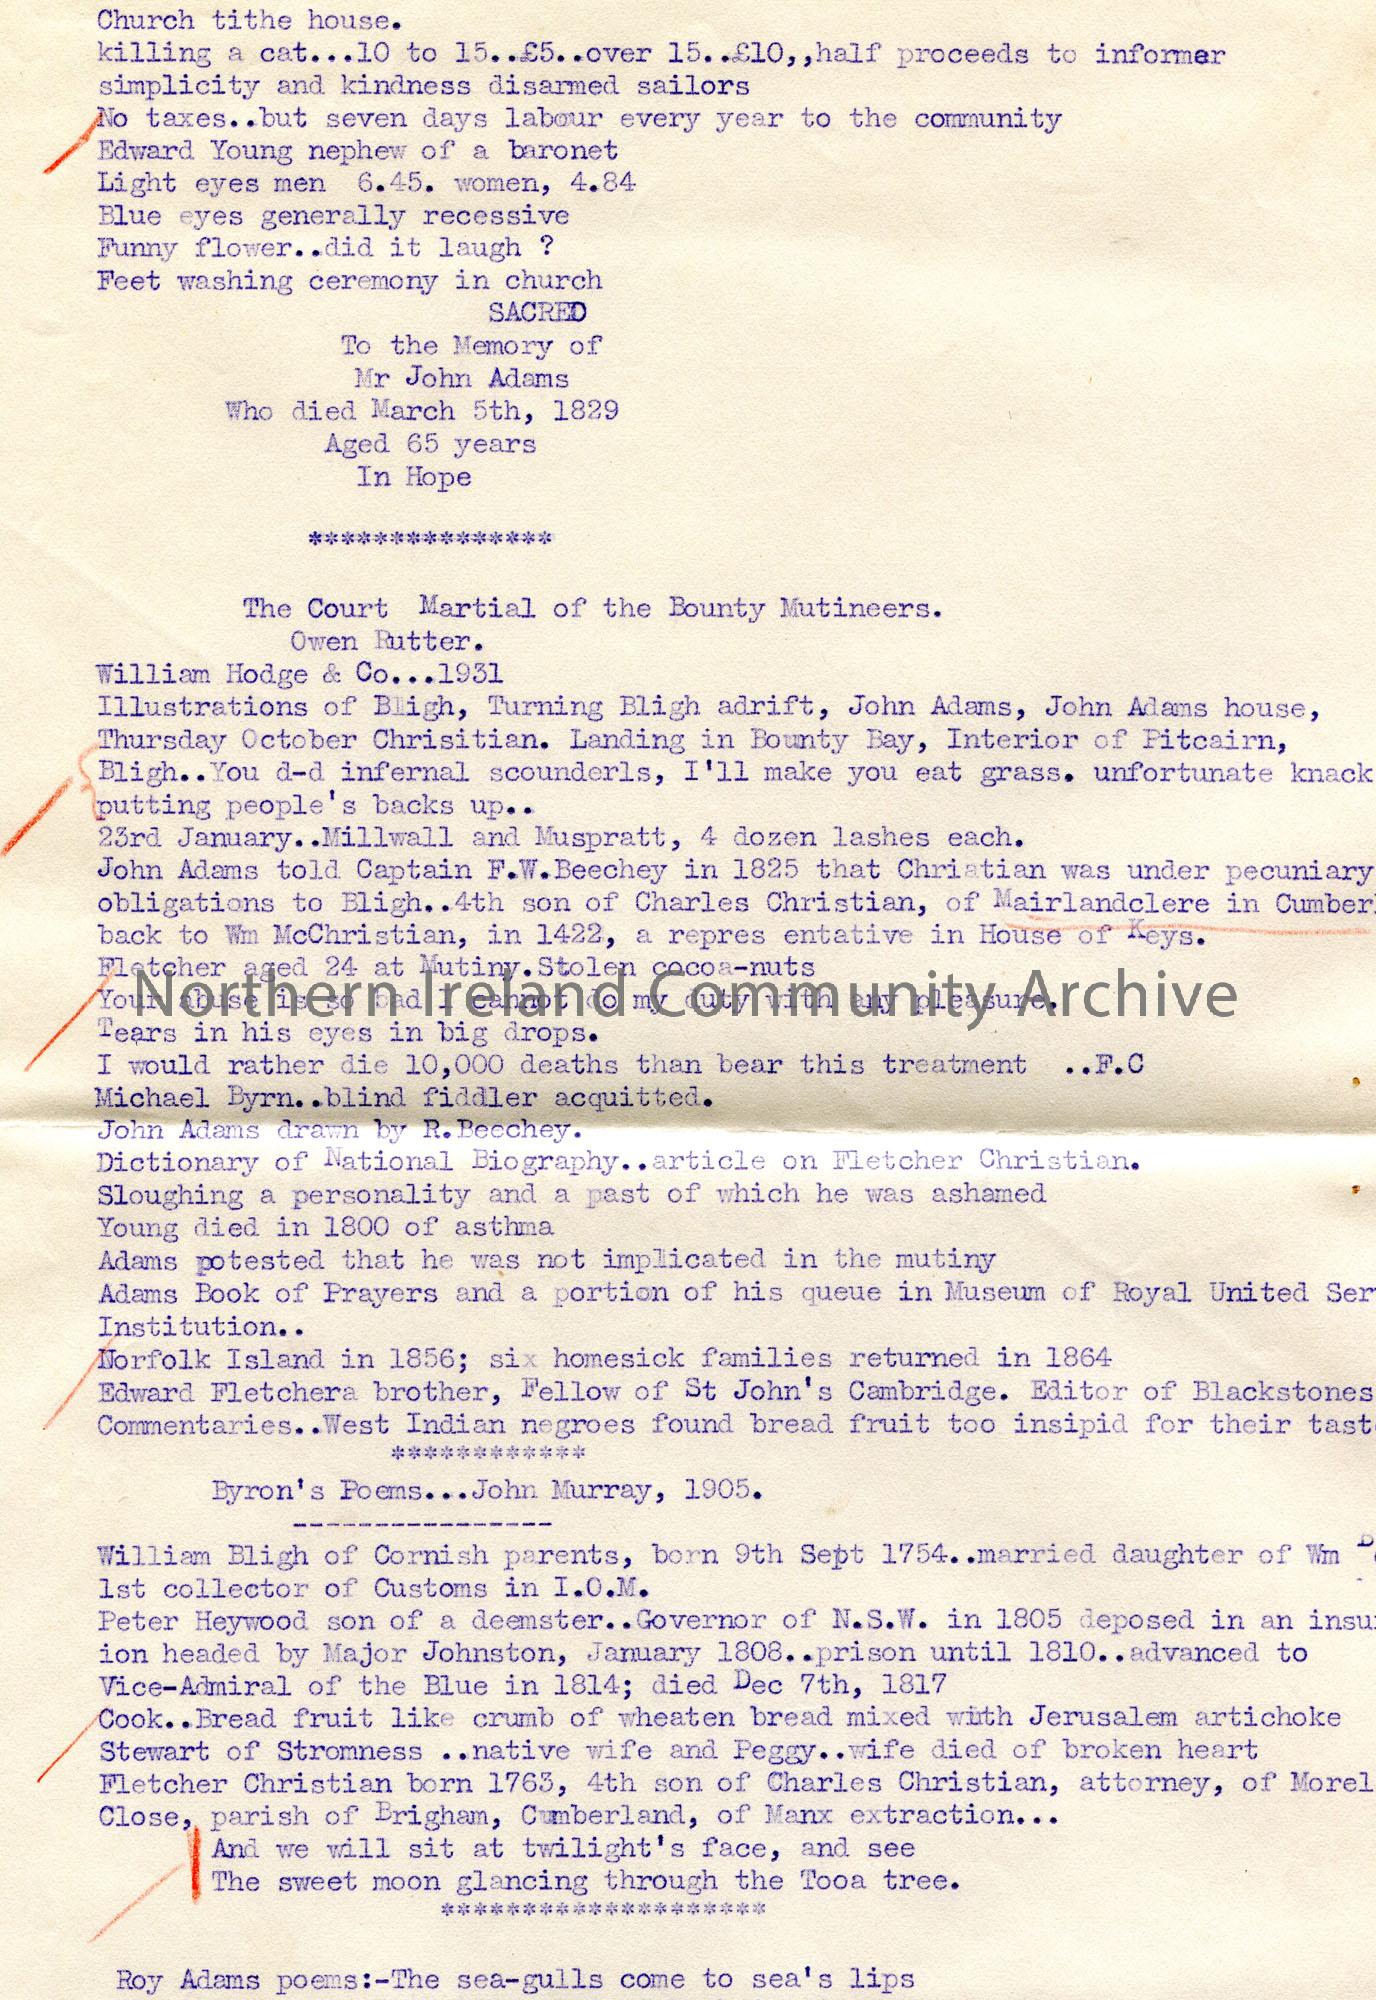 Church tithe house.
killing a cat...10 to 15..£5..over 15..£10,,half proceeds to informer
simplicity and kindness disarmed sailors
No taxes..but seven days labour every year to the community
Edward Young nephew of a baronet
Light eyes men 6.45. women, 4.84
Blue eyes generally recessive
Funny flower..did it laugh ?
Feet washing ceremony in church
SACRED
To the Memory of
Mr John Adams
Who died March 5th, 1829
Aged 65 years
In Hope
***************
The Court Martial of the Bounty Mutineers.
Owen Rutter.
William Hodge & Co...1931
Illustrations of Bligh, Turning Bligh adrift, John Adams, John Adams house,
Thursday October Chrisitian. Landing in Bounty Bay, Interior of Pitcairn,
Bligh..You d-d infernal scounderls, I'll make you eat grass. unfortunate knack
putting people's backs up..
23rd January..Millwall and Muspratt, 4 dozen lashes each.
John Adams told Captain F.W.Beechey in 1825 that Christian was under pecuniary
obligations to Bligh..4th son of Charles Christian, of Mairlandclere in Cumberl
back to Wm McChristian, in 1422, a repres entative in House of Keys.
Fletcher aged 24 at Mutiny.Stolen cocoa-nuts
Northern Ireland Community Archive
Your abuse is so bad I cannot do my duty with any pleasure.
Tears in his eyes in big drops.
I would rather die 10,000 deaths than bear this treatment ..F.C
Michael Byrn..blind fiddler acquitted.
John Adams drawn by R.Beechey.
Dictionary of National Biography..article on Fletcher Christian.
Sloughing a personality and a past of which he was ashamed
Young died in 1800 of asthma
Adams potested that he was not implicated in the mutiny
Adams Book of Prayers and a portion of his queue in Museum of Royal United Ser
Institution..
Norfolk Island in 1856; six homesick families returned in 1864
Edward Fletchera brother, Fellow of St John's Cambridge. Editor of Blackstones
Commentaries..West Indian negroes found bread fruit too insipid for their tast
************
Byron's Poems...John Murray, 1905.
----------------
William Bligh of Cornish parents, born 9th Sept 1754..married daughter of Wm
1st collector of Customs in I.O.M.
Peter Heywood son of a deemster..Governor of N.S.W. in 1805 deposed in an insu
ion headed by Major Johnston, January 1808..prison until 1810..advanced to
Vice-Admiral of the Blue in 1814; died Dec 7th, 1817
Cook..Bread fruit like crumb of wheaten bread mixed with Jerusalem artichoke
Stewart of Stromness ..native wife and Peggy..wife died of broken heart
Fletcher Christian born 1763, 4th son of Charles Christian, attorney, of Morel
Close, parish of Brigham, Cumberland, of Manx extraction...
And we will sit at twilight's face, and see
The sweet moon glancing through the Tooa tree.
********************
Roy Adams poems:-The sea-gulls come to sea's lips